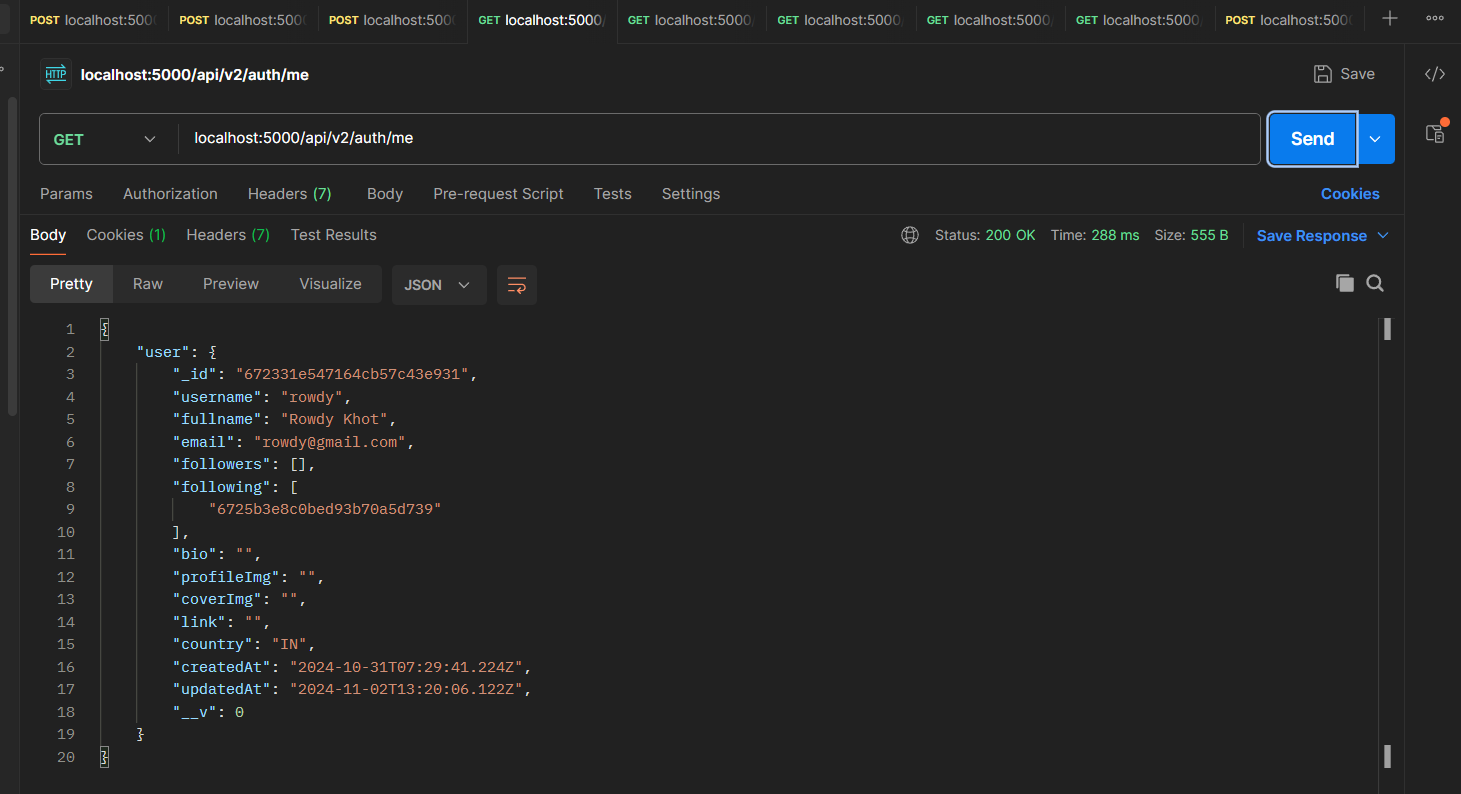 POST localhost:5000 POST localhost:5000 POST localhost:5000 GET localhost:5000/ GET localhost:5000/ GET localhost:5000/ GET localhost:5000/ GET localhost:5000/ POST localhost:5000
HTTP localhost:5000/api/v2/auth/me Save
GET localhost:5000/api/v2/auth/me Send
Params Authorization Headers (7) Body Pre-request Script Tests Settings Cookies
Body Cookies (1) Headers (7) Test Results Status: 200 OK Time: 288 ms Size: 555 B Save Response
Pretty Raw Preview Visualize JSON
1 {
2 "user": {
3 "_id": "672331e547164cb57c43e931",
4 "username": "rowdy",
5 "fullname": "Rowdy Khot",
6 "email": "rowdy@gmail.com",
7 "followers": [],
8 "following": [
9 "6725b3e8c0bed93b70a5d739"
10 ],
11 "bio": "",
12 "profileImg": "",
13 "coverImg": "",
14 "link": "",
15 "country": "IN",
16 "createdAt": "2024-10-31T07:29:41.224Z",
17 "updatedAt": "2024-11-02T13:20:06.122Z",
18 "__v": 0
19 }
20 }